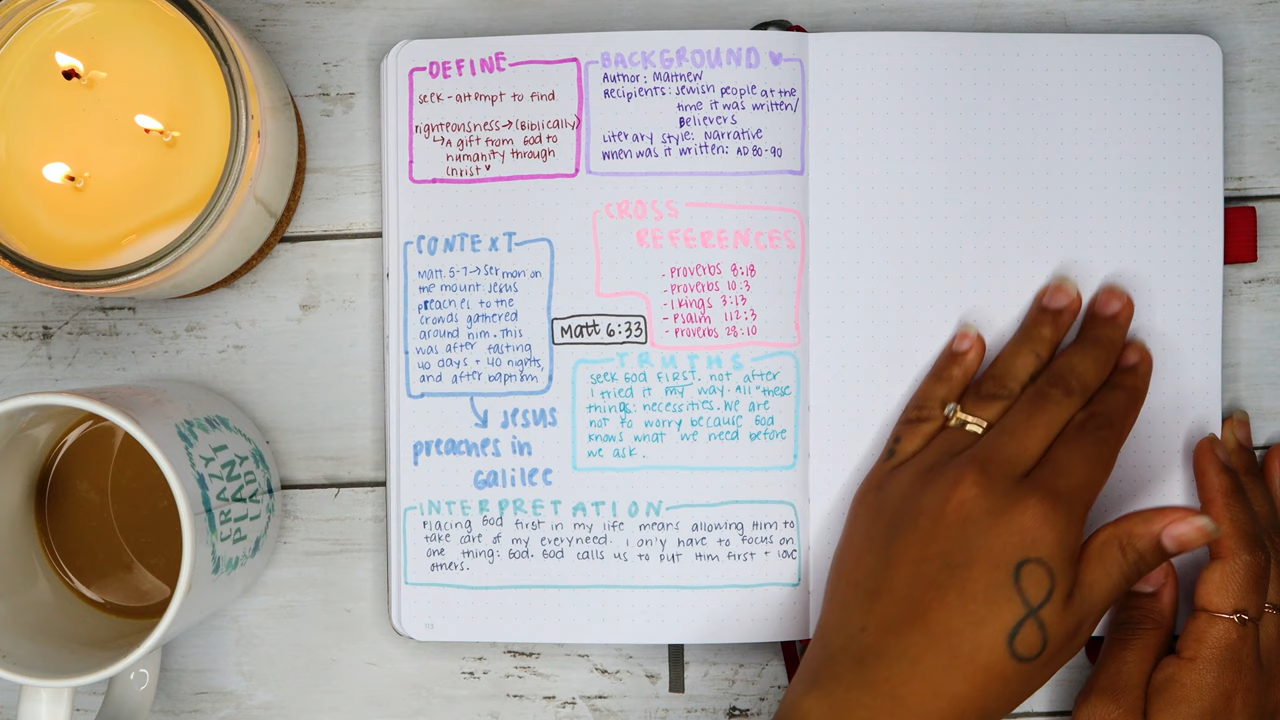 DEFINE
seek - attempt to find
righteousness → (Biblically)
↳ A gift from God to
humanity through
Christ ♥
BACKGROUND ♥
Author: Matthew
Recipients: Jewish people at the
time it was written/
Believers
Literary style: Narrative
when was it written: AD 80-90
CROSS
REFERENCES
- Proverbs 8:18
- Proverbs 10:3
- 1 Kings 3:13
- Psalm 112:3
- Proverbs 28:10
CONTEXT
Matt. 5-7 → Sermon on
the mount: Jesus
preaches to the
crowds gathered
around him. This
was after fasting
40 days + 40 nights,
and after baptism
↘ Jesus
preaches in
Galilee
Matt 6:33
TRUTHS
Seek God FIRST. not after
I tried it my way. All "these
things: necessities. We are
not to worry because God
knows what we need before
we ask.
INTERPRETATION
Placing God first in my life means allowing Him to
take care of my everyneed. I only have to focus on
one thing: God. God calls us to put Him first + love
others.
113
CRAZY
PLANT
LADY